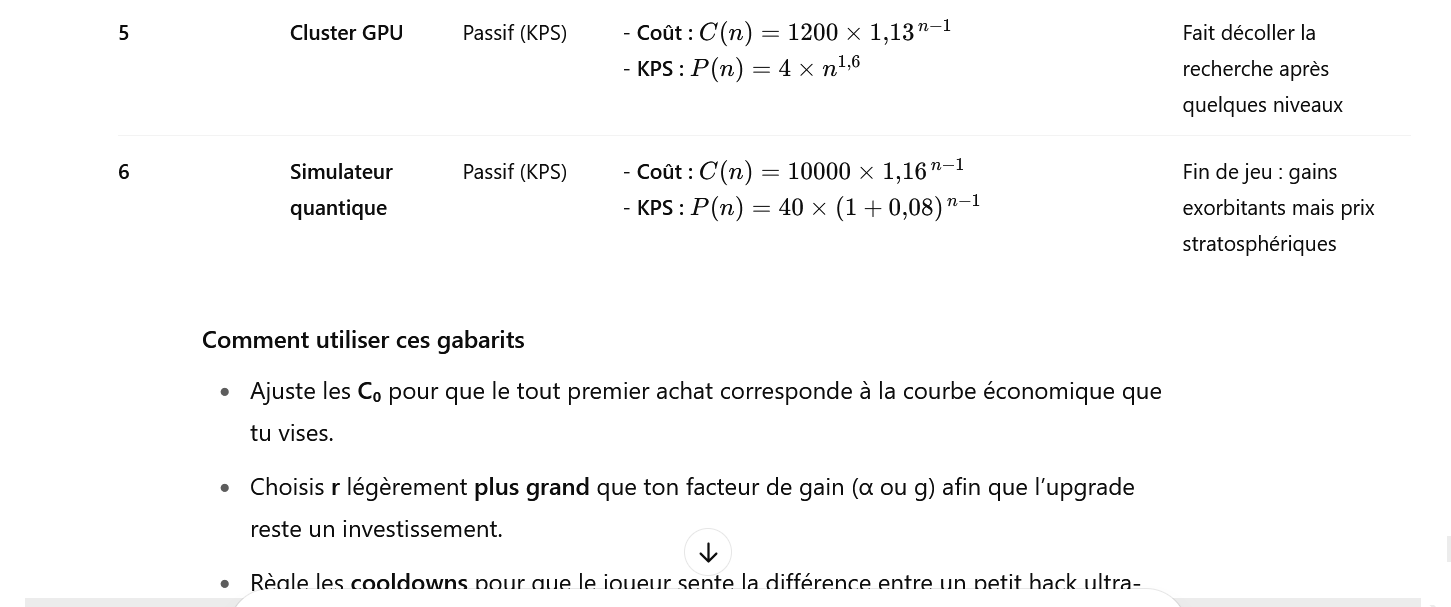 5 Cluster GPU Passif (KPS) - Coût : C(n) = 1200 × 1,13^{n−1} Fait décoller la
- KPS : P(n) = 4 × n^{1,6} recherche après
quelques niveaux
6 Simulateur Passif (KPS) - Coût : C(n) = 10000 × 1,16^{n−1} Fin de jeu : gains
quantique - KPS : P(n) = 40 × (1 + 0,08)^{n−1} exorbitants mais prix
stratosphériques
Comment utiliser ces gabarits
• Ajuste les C₀ pour que le tout premier achat corresponde à la courbe économique que
tu vises.
• Choisis r légèrement plus grand que ton facteur de gain (α ou g) afin que l’upgrade
reste un investissement.
• Règle les cooldowns pour que le joueur sente la différence entre un petit hack ultra-